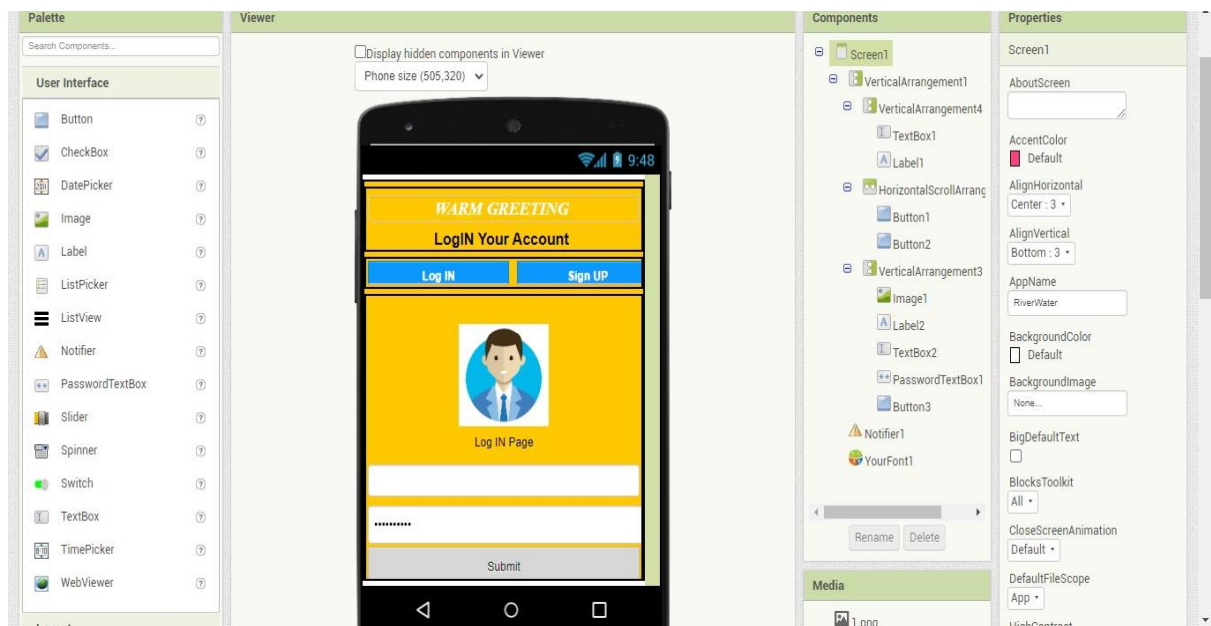 Palette
Search Components...
User Interface
Button
CheckBox
DatePicker
Image
Label
ListPicker
ListView
Notifier
PasswordTextBox
Slider
Spinner
Switch
TextBox
TimePicker
WebViewer
Viewer
Display hidden components in Viewer
Phone size (505,320)
9:48
WARM GREETING
LogIN Your Account
Log IN Sign UP
Log IN Page
••••••••••
Submit
Components
Screen1
VerticalArrangement1
VerticalArrangement4
TextBox1
Label1
HorizontalScrollArrang
Button1
Button2
VerticalArrangement3
Image1
Label2
TextBox2
PasswordTextBox1
Button3
Notifier1
YourFont1
Rename Delete
Media
1.png
Properties
Screen1
AboutScreen
AccentColor
Default
AlignHorizontal
Center : 3
AlignVertical
Bottom : 3
AppName
RiverWater
BackgroundColor
Default
BackgroundImage
None...
BigDefaultText
BlocksToolkit
All
CloseScreenAnimation
Default
DefaultFileScope
App
HighContrast